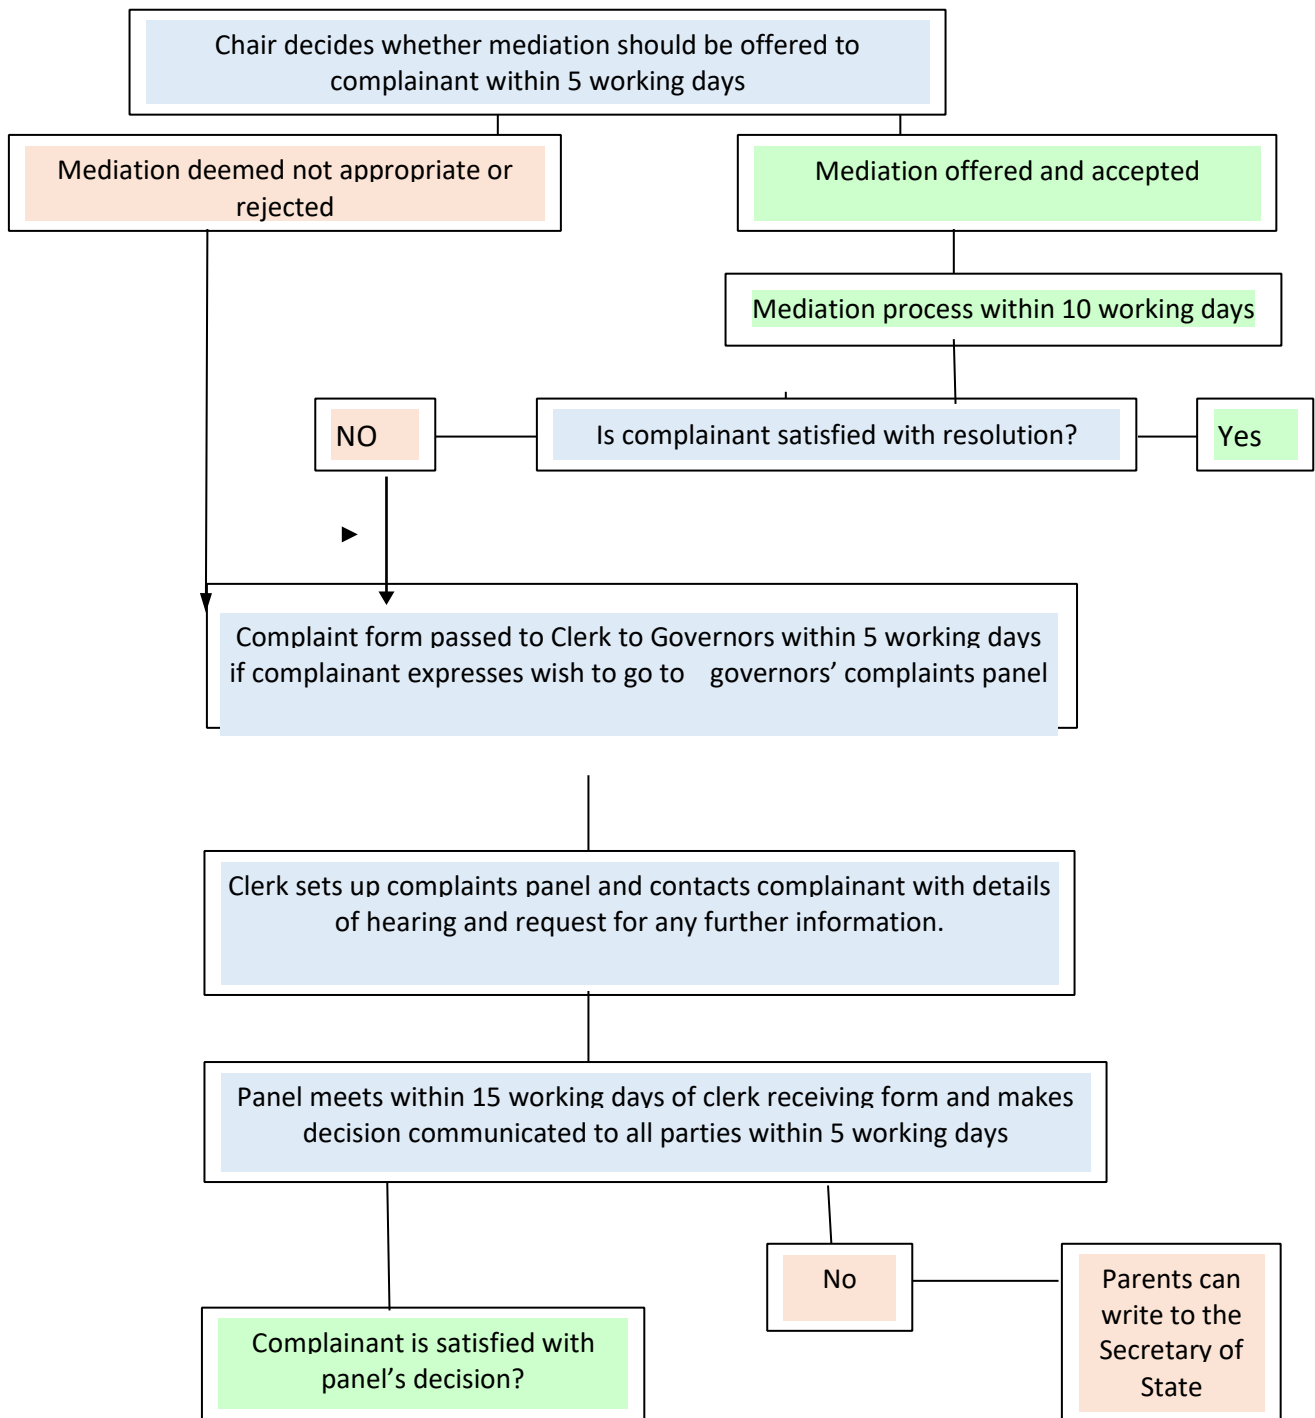 Chair decides whether mediation should be offered to
complainant within 5 working days
Mediation deemed not appropriate or
rejected
Mediation offered and accepted
Mediation process within 10 working days
NO
Is complainant satisfied with resolution?
Yes
Complaint form passed to Clerk to Governors within 5 working days
if complainant expresses wish to go to governors’ complaints panel
Clerk sets up complaints panel and contacts complainant with details
of hearing and request for any further information.
Panel meets within 15 working days of clerk receiving form and makes
decision communicated to all parties within 5 working days
No
Parents can
write to the
Secretary of
State
Complainant is satisfied with
panel’s decision?